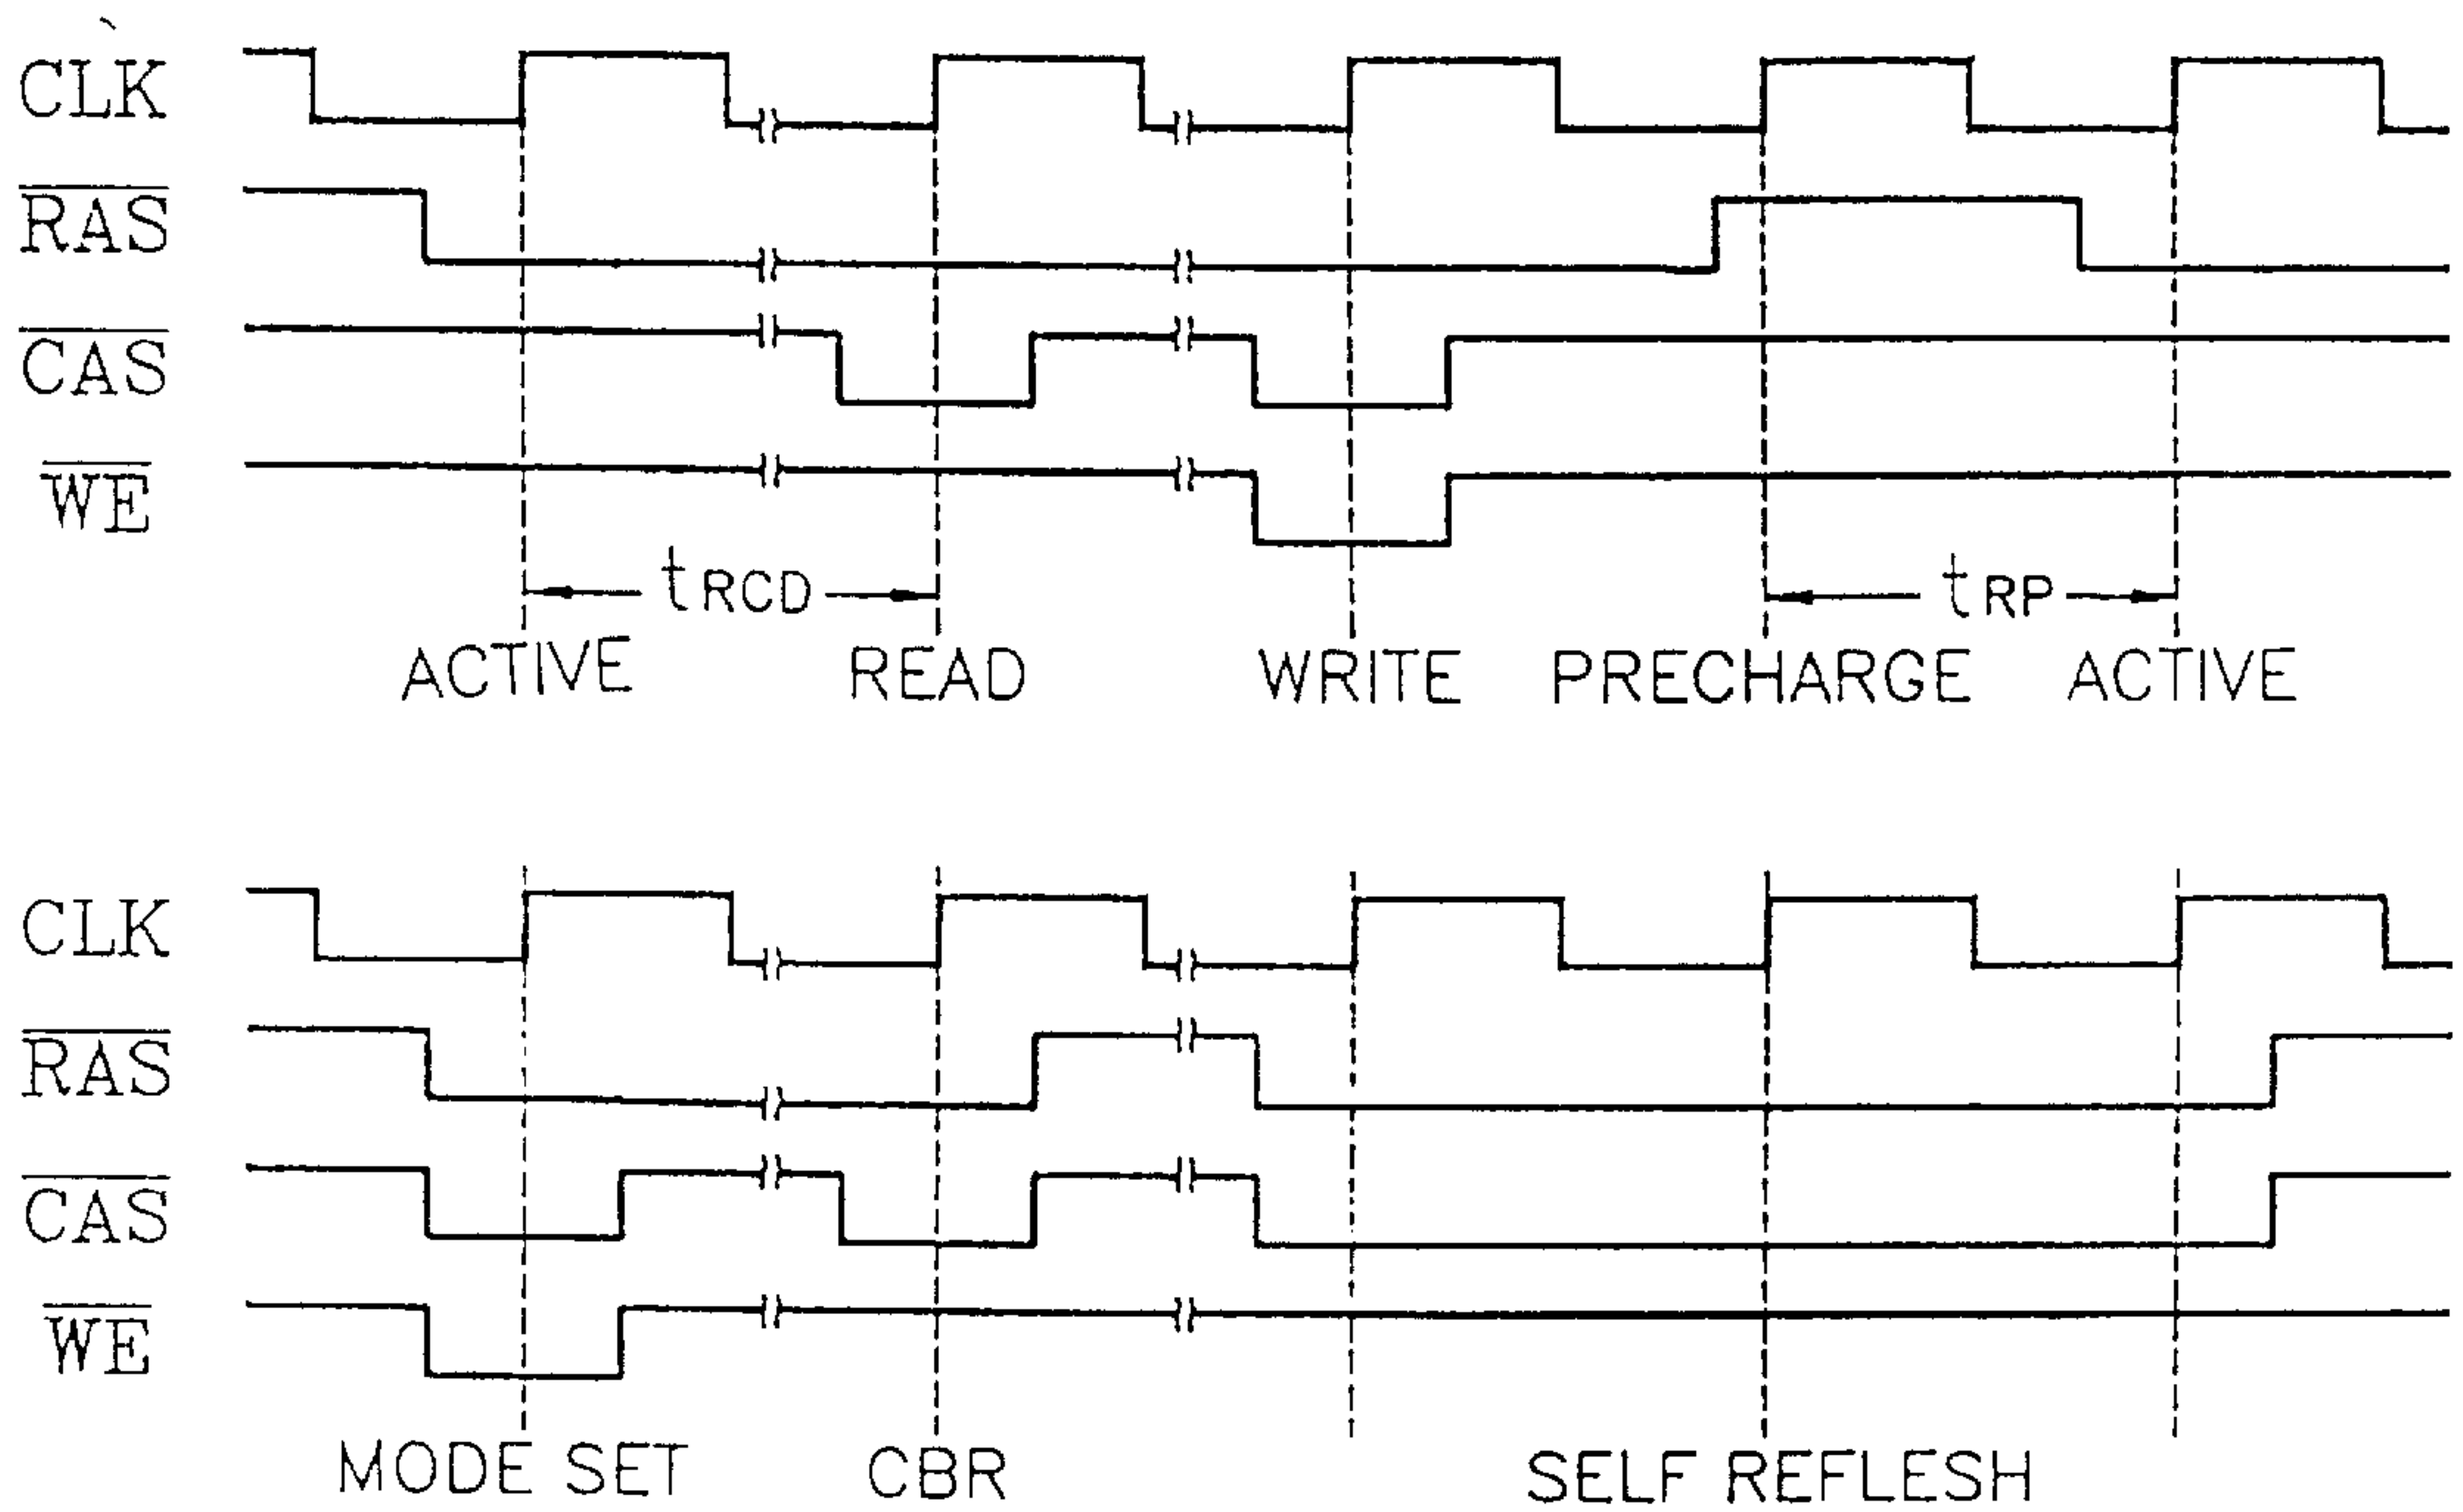 CLK
RAS
CAS
WE
tRCD
tRP
ACTIVE READ WRITE PRECHARGE ACTIVE
CLK
RAS
CAS
WE
MODE SET CBR SELF REFLESH